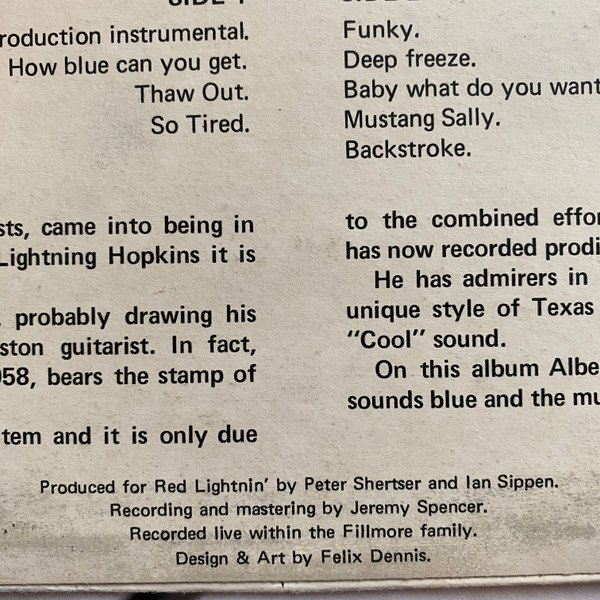 roduction instrumental.
How blue can you get.
Thaw Out.
So Tired.
Funky.
Deep freeze.
Baby what do you want
Mustang Sally.
Backstroke.
sts, came into being in
Lightning Hopkins it is
probably drawing his
ston guitarist. In fact,
958, bears the stamp of
tem and it is only due
to the combined effor
has now recorded prodi
He has admirers in
unique style of Texas
"Cool" sound.
On this album Albe
sounds blue and the mu
Produced for Red Lightnin' by Peter Shertser and Ian Sippen.
Recording and mastering by Jeremy Spencer.
Recorded live within the Fillmore family.
Design & Art by Felix Dennis.